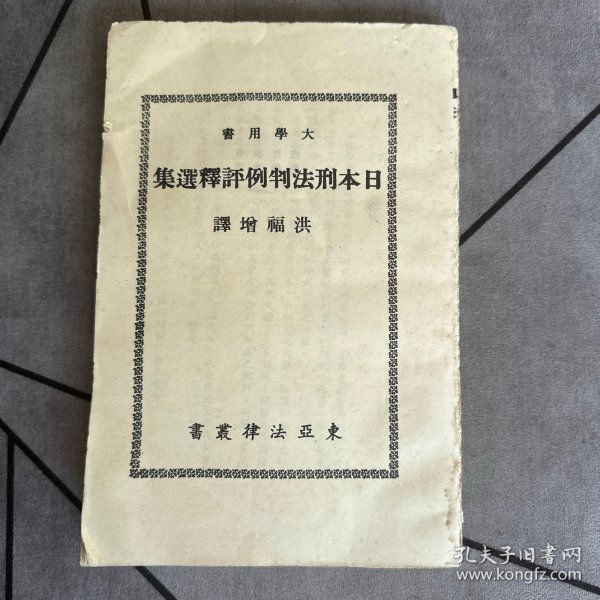 大學用書
日本刑法判例評釋選集
洪福增譯
東亞法律叢書
孔夫子旧书网
www.kongfz.com